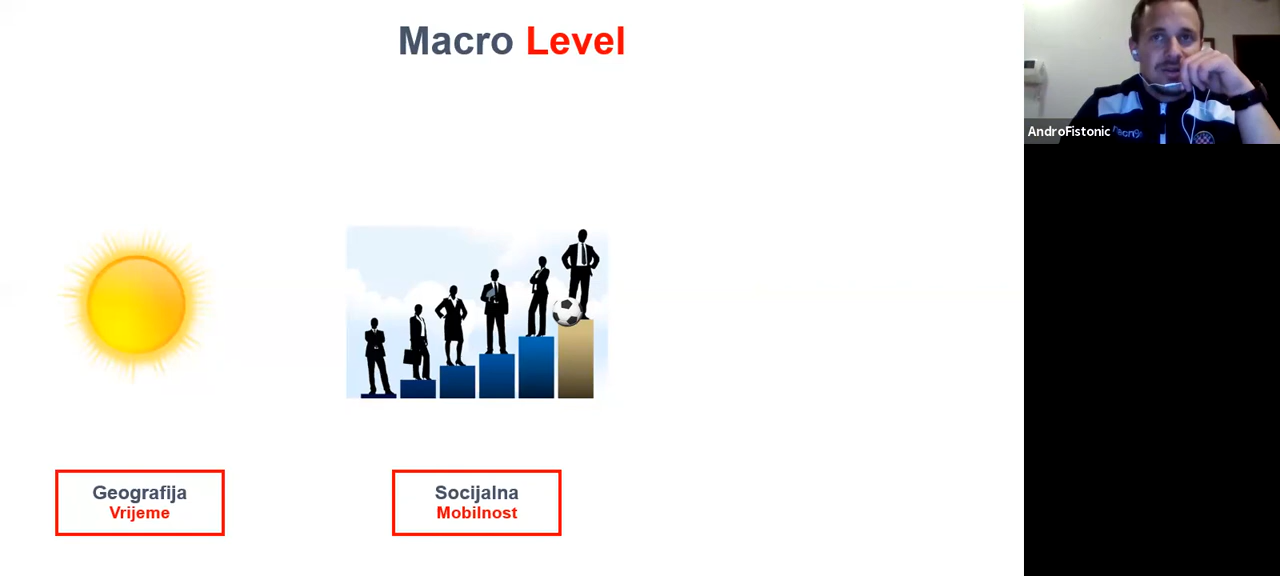 Macro Level
AndroFistonic
Geografija
Vrijeme
Socijalna
Mobilnost